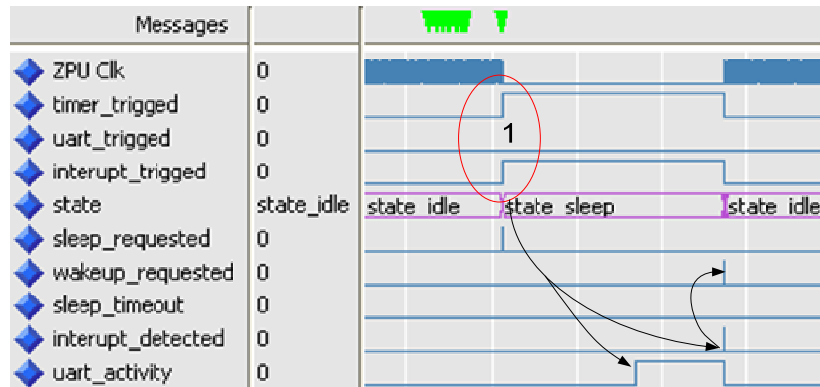 Messages
ZPU Clk 0
timer_trigged 0
1
uart_trigged 0
interupt_trigged 0
state state_idle state_idle state_sleep state_idle
sleep_requested 0
wakeup_requested 0
sleep_timeout 0
interupt_detected 0
uart_activity 0